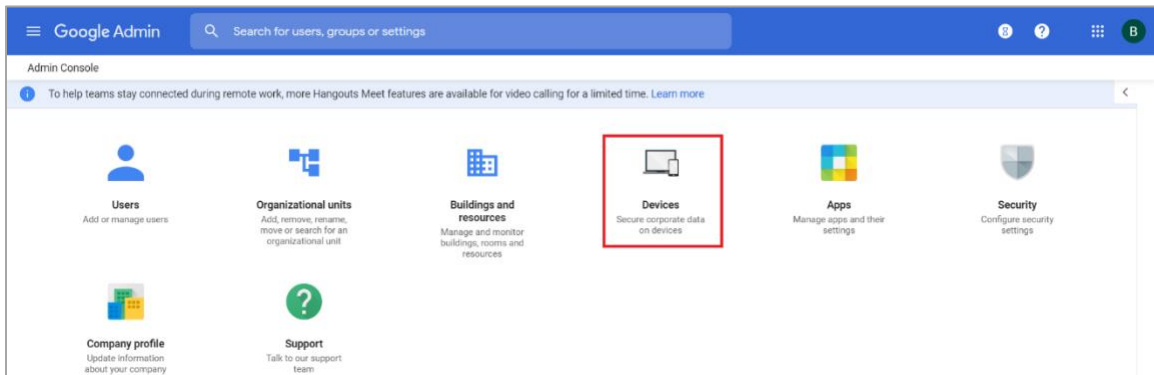 Google Admin
Search for users, groups or settings
B
Admin Console
To help teams stay connected during remote work, more Hangouts Meet features are available for video calling for a limited time. Learn more
Users
Add or manage users
Organizational units
Add, remove, rename,
move or search for an
organizational unit
Buildings and
resources
Manage and monitor
buildings, rooms and
resources
Devices
Secure corporate data
on devices
Apps
Manage apps and their
settings
Security
Configure security
settings
Company profile
Update information
about your company
Support
Talk to our support
team